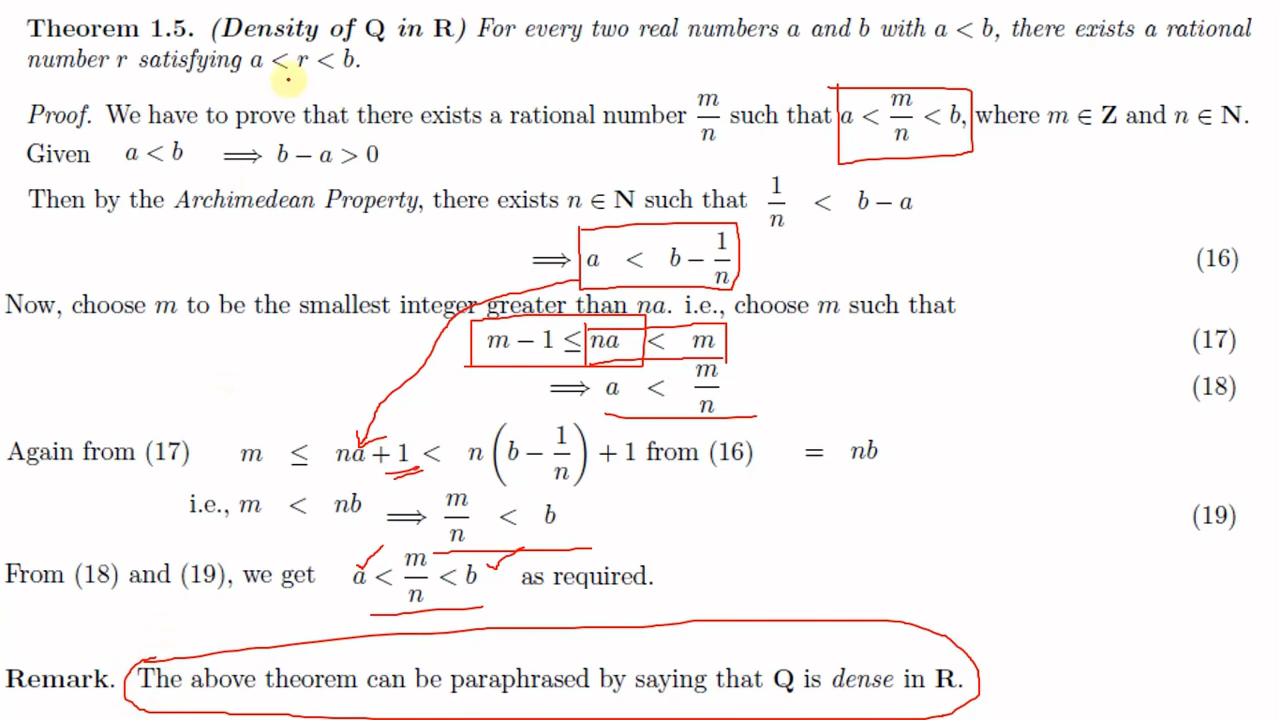 Theorem 1.5. (Density of Q in R) For every two real numbers a and b with a < b, there exists a rational
number r satisfying a < r < b.
Proof. We have to prove that there exists a rational number m/n such that a < m/n < b, where m ∈ Z and n ∈ N.
Given a < b ⟹ b − a > 0
Then by the Archimedean Property, there exists n ∈ N such that 1/n < b − a
⟹ a < b − 1/n (16)
Now, choose m to be the smallest integer greater than na. i.e., choose m such that
m − 1 ≤ na < m (17)
⟹ a < m/n (18)
Again from (17) m ≤ na + 1 < n(b − 1/n) + 1 from (16) = nb
i.e., m < nb ⟹ m/n < b (19)
From (18) and (19), we get a < m/n < b as required.
Remark. The above theorem can be paraphrased by saying that Q is dense in R.